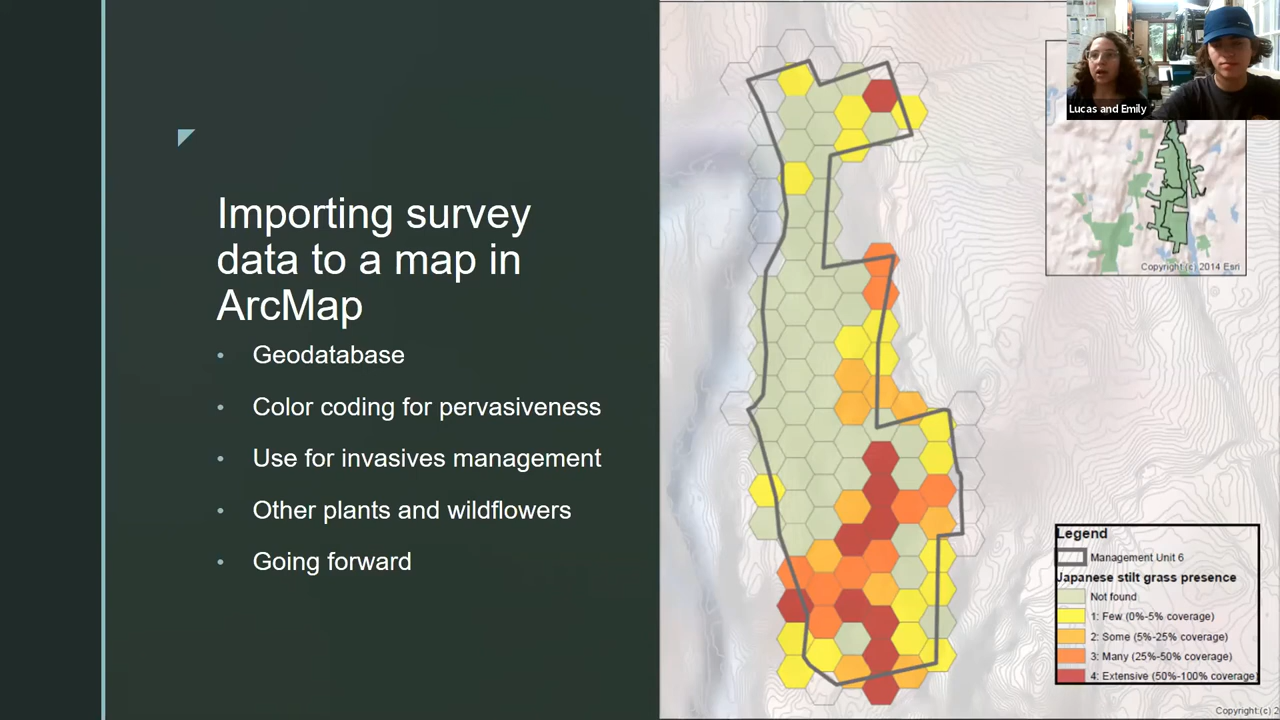 Importing survey
data to a map in
ArcMap
• Geodatabase
• Color coding for pervasiveness
• Use for invasives management
• Other plants and wildflowers
• Going forward
Lucas and Emily
Copyright (c) 2014 Esri
Legend
Management Unit 6
Japanese stilt grass presence
Not found
1: Few (0%-5% coverage)
2: Some (5%-25% coverage)
3: Many (25%-50% coverage)
4: Extensive (50%-100% coverage)
Copyright:(c) 2